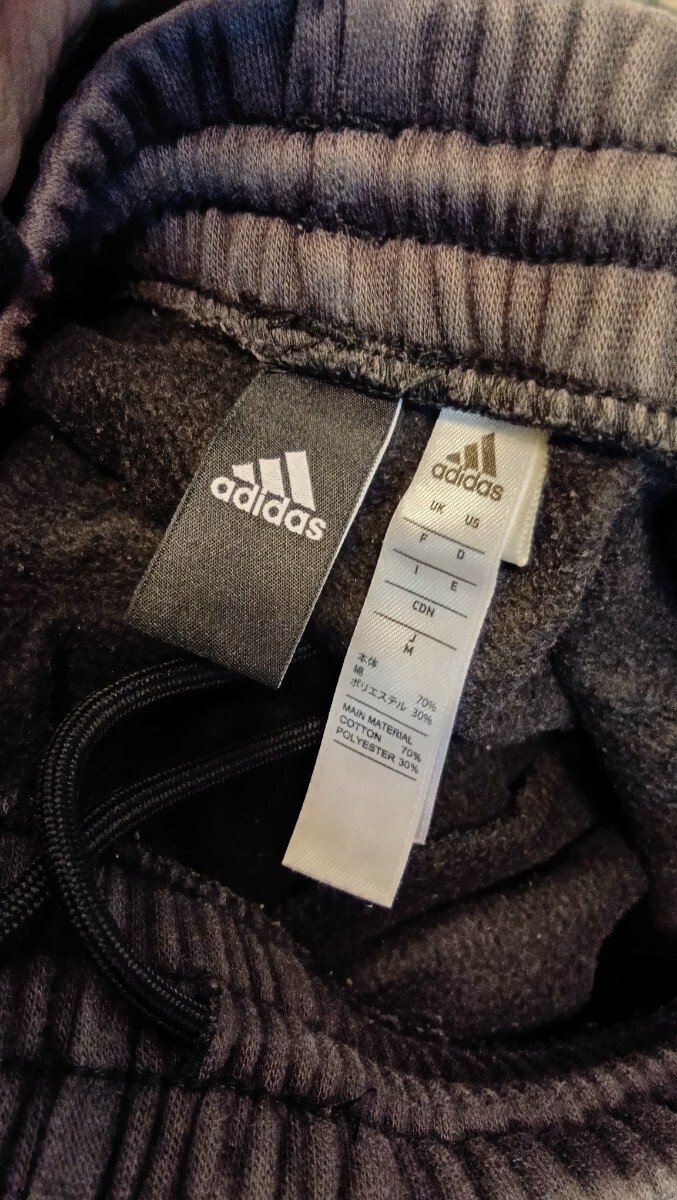 adidas
adidas
UK US
F D
I E
CDN
J
M
本体
綿 70%
ポリエステル 30%
MAIN MATERIAL
COTTON 70%
POLYESTER 30%